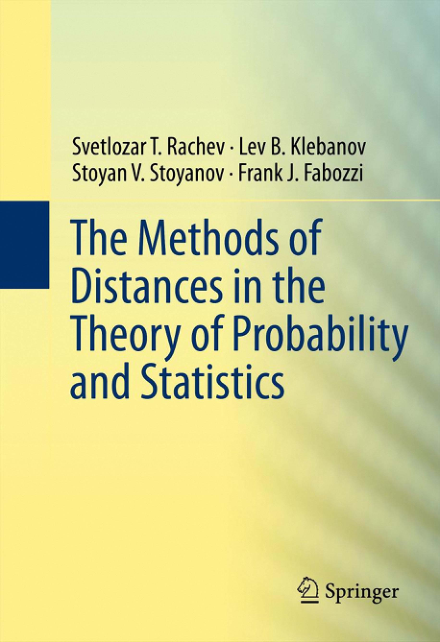 Svetlozar T. Rachev · Lev B. Klebanov
Stoyan V. Stoyanov · Frank J. Fabozzi
The Methods of
Distances in the
Theory of Probability
and Statistics
Springer